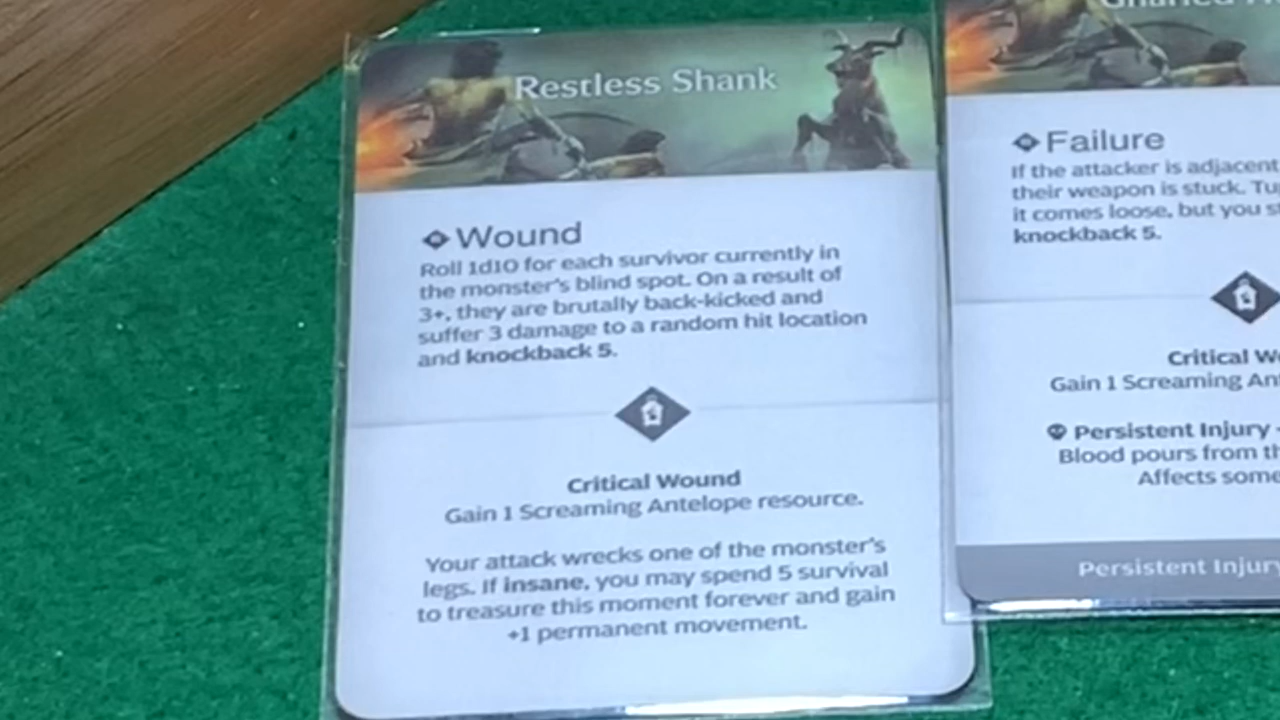 Restless Shank
Wound
Roll 1d10 for each survivor currently in
the monster's blind spot. On a result of
3+, they are brutally back-kicked and
suffer 3 damage to a random hit location
and knockback 5.
Critical Wound
Gain 1 Screaming Antelope resource.
Your attack wrecks one of the monster's
legs. If insane, you may spend 5 survival
to treasure this moment forever and gain
+1 permanent movement.
Failure
If the attacker is adjacent
their weapon is stuck.
it comes loose, but you
knockback 5.
Critical
Gain 1 Screaming
Persistent Injury -
Blood pours from
Affects some
Persistent Injury